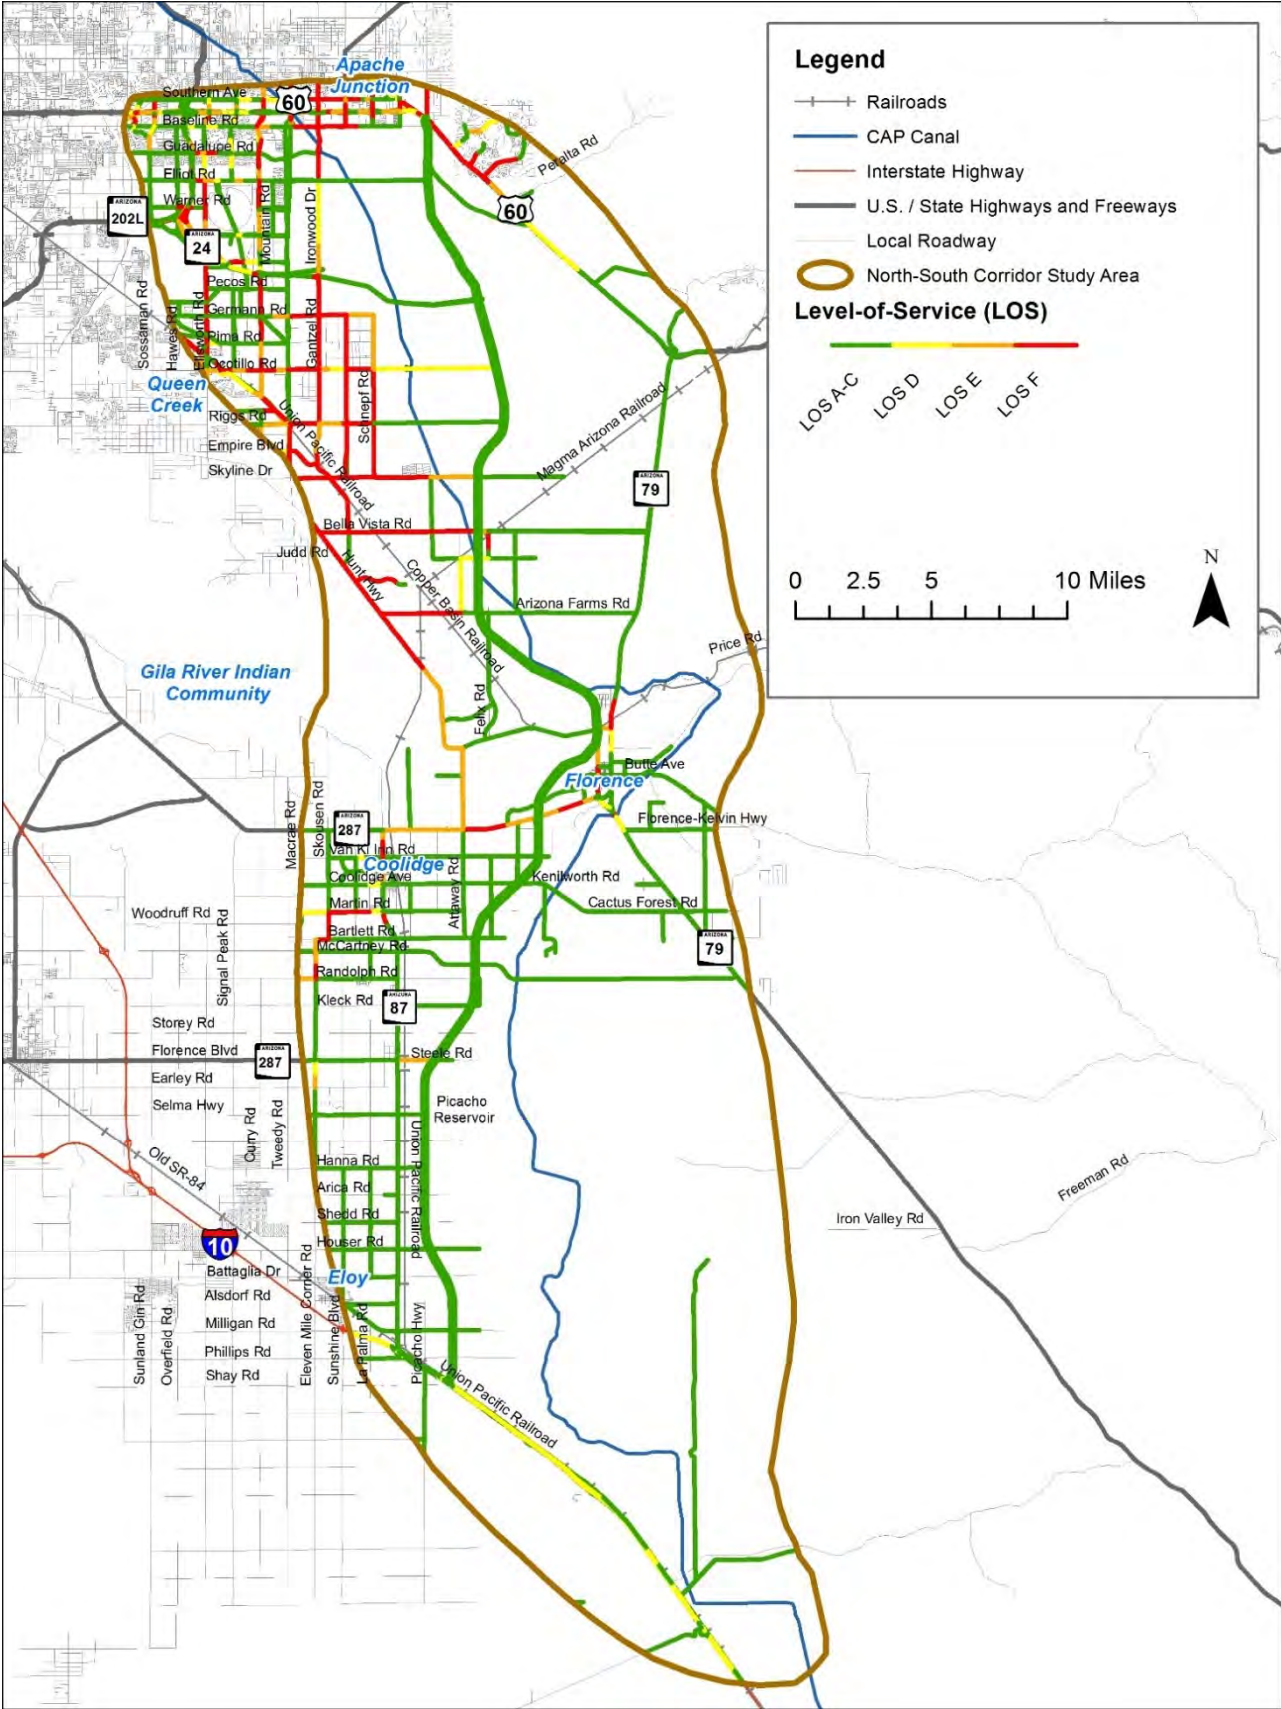 Legend
Railroads
CAP Canal
Interstate Highway
U.S. / State Highways and Freeways
Local Roadway
North-South Corridor Study Area
Level-of-Service (LOS)
LOS A-C
LOS D
LOS E
LOS F
0 2.5 5 10 Miles
N
Apache
Junction
Southern Ave
60
Baseline Rd
Guadalupe Rd
Elliot Rd
Peralta Rd
Warner Rd
ARIZONA
202L
60
24
Mountain Rd
Ironwood Dr
Pecos Rd
Sossaman Rd
Hawes Rd
Ellsworth Rd
Germann Rd
Gantzel Rd
Pima Rd
Ocotillo Rd
Queen
Creek
Schnepf Rd
Riggs Rd
Union Pacific Railroad
Empire Blvd
Skyline Dr
Magma Arizona Railroad
ARIZONA
79
Bella Vista Rd
Judd Rd
Hunt Hwy
Copper Basin Railroad
Arizona Farms Rd
Price Rd
Gila River Indian
Community
Felix Rd
Butte Ave
Florence
Florence-Kelvin Hwy
Macrae Rd
Skousen Rd
ARIZONA
287
Van Ki Inn Rd
Coolidge
Coolidge Ave
Attaway Rd
Kenilworth Rd
Martin Rd
Cactus Forest Rd
Woodruff Rd
Signal Peak Rd
Bartlett Rd
McCartney Rd
ARIZONA
79
Randolph Rd
Kleck Rd
ARIZONA
87
Storey Rd
Florence Blvd
ARIZONA
287
Steele Rd
Earley Rd
Selma Hwy
Picacho
Reservoir
Curry Rd
Tweedy Rd
Old SR-84
Union Pacific Railroad
Hanna Rd
Arica Rd
Shedd Rd
Freeman Rd
Iron Valley Rd
10
Houser Rd
Battaglia Dr
Eloy
Alsdorf Rd
Milligan Rd
Phillips Rd
Shay Rd
Sunland Gin Rd
Overfield Rd
Eleven Mile Corner Rd
Sunshine Blvd
La Palma Rd
Picacho Hwy
Union Pacific Railroad